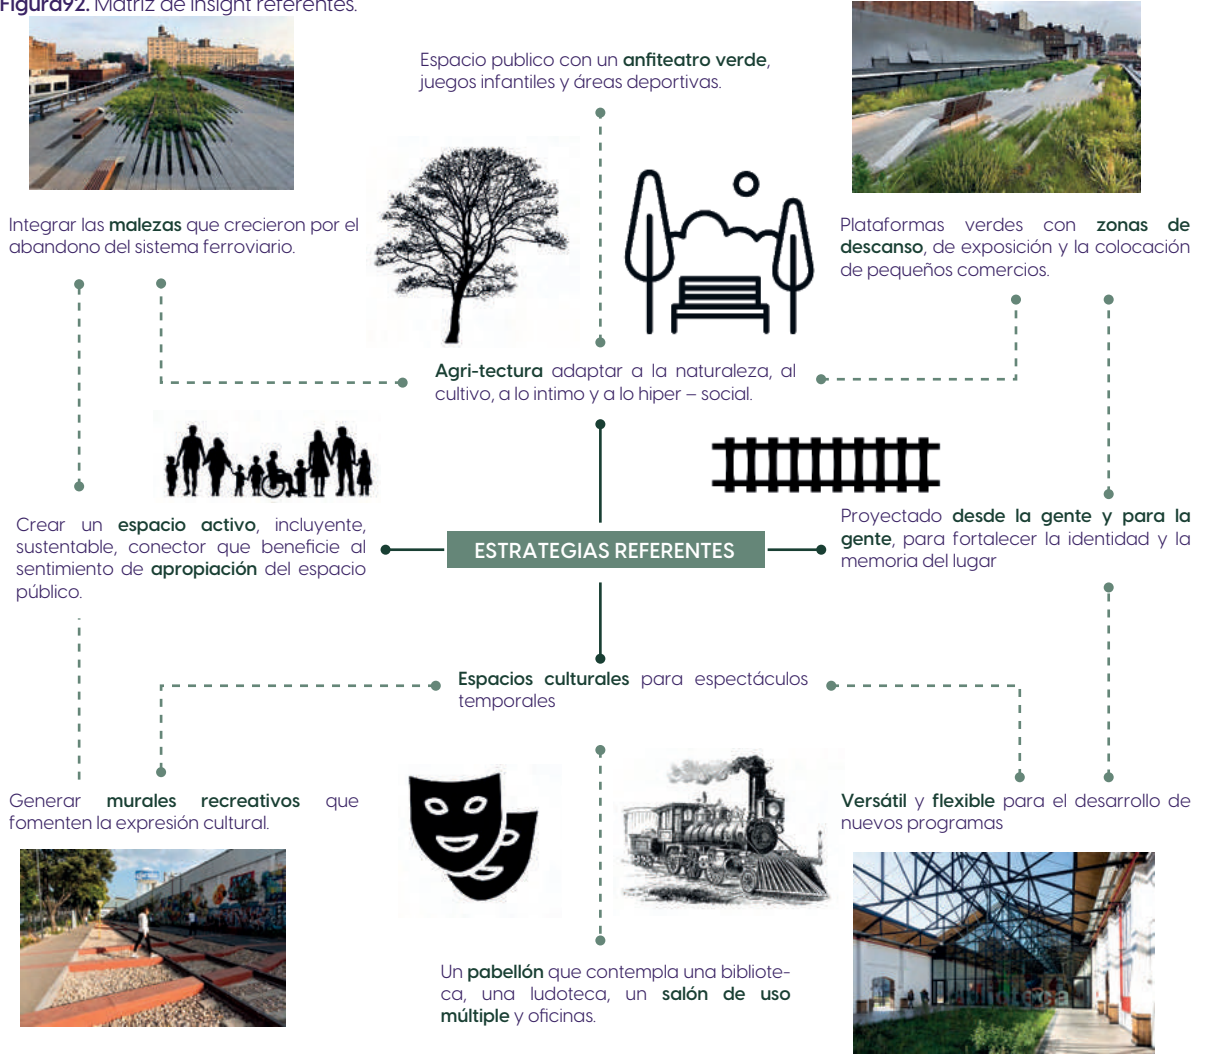 Figura92. Matriz de insight referentes.
Espacio publico con un anfiteatro verde,
juegos infantiles y áreas deportivas.
Integrar las malezas que crecieron por el
abandono del sistema ferroviario.
Plataformas verdes con zonas de
descanso, de exposición y la colocación
de pequeños comercios.
Agri-tectura adaptar a la naturaleza, al
cultivo, a lo intimo y a lo hiper – social.
Crear un espacio activo, incluyente,
sustentable, conector que beneficie al
sentimiento de apropiación del espacio
público.
ESTRATEGIAS REFERENTES
Proyectado desde la gente y para la
gente, para fortalecer la identidad y la
memoria del lugar
Espacios culturales para espectáculos
temporales
Generar murales recreativos que
fomenten la expresión cultural.
Versátil y flexible para el desarrollo de
nuevos programas
Un pabellón que contempla una bibliote-
ca, una ludoteca, un salón de uso
múltiple y oficinas.